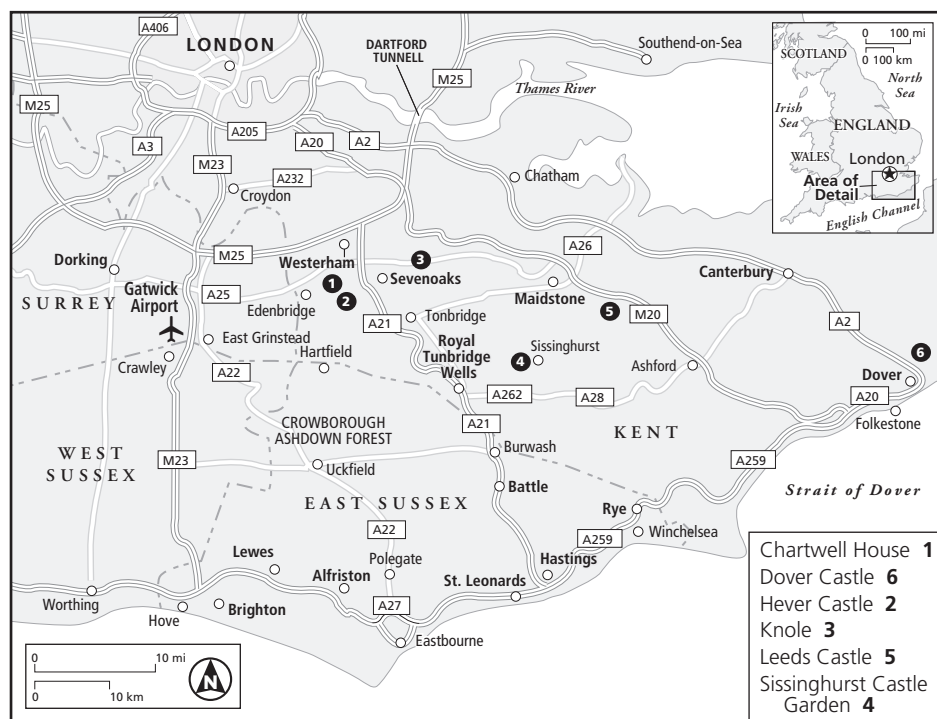 A406
LONDON
DARTFORD
TUNNELL
Southend-on-Sea
M25
Thames River
M25
A3
A205
M23
A20
A2
A232
Croydon
Chatham
0 100 mi
0 100 km
SCOTLAND
North
Sea
Irish
Sea
ENGLAND
WALES
London
Area of
Detail
English Channel
Dorking
M25
Westerham
3
Sevenoaks
A26
Canterbury
SURREY
Gatwick
Airport
A25
1
2
Edenbridge
Maidstone
5
M20
A21
Tonbridge
A2
East Grinstead
Hartfield
Royal
Tunbridge
Wells
4
Sissinghurst
Ashford
6
Crawley
A22
Dover
A262
A28
A20
Folkestone
CROWBOROUGH
ASHDOWN FOREST
A21
KENT
WEST
SUSSEX
M23
Uckfield
Burwash
A259
EAST SUSSEX
Battle
Strait of Dover
Rye
A22
Winchelsea
A259
Lewes
Polegate
Hastings
Alfriston
St. Leonards
Worthing
Hove
Brighton
A27
Eastbourne
0 10 mi
0 10 km
N
Chartwell House 1
Dover Castle 6
Hever Castle 2
Knole 3
Leeds Castle 5
Sissinghurst Castle
Garden 4